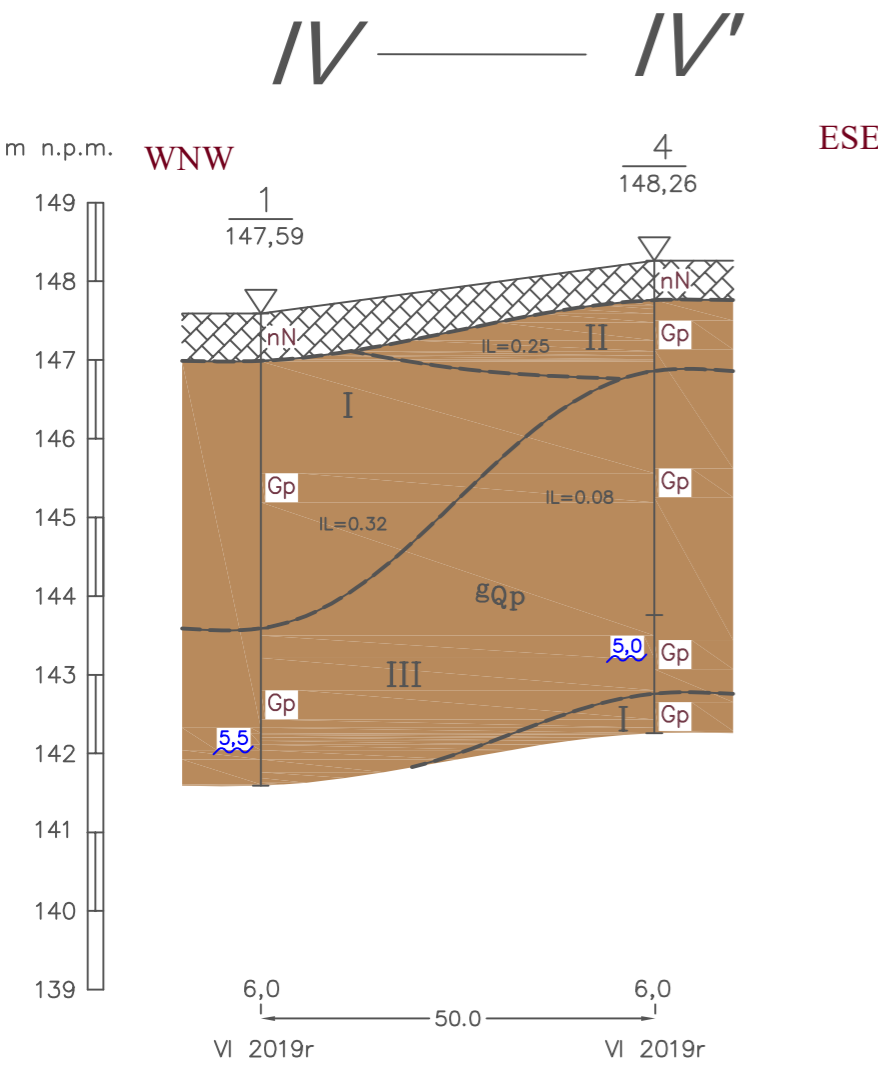 IV — IV'
m n.p.m.
WNW
ESE
1
147,59
4
148,26
149
148
147
146
145
144
143
142
141
140
139
nN
nN
Gp
II
IL=0.25
I
Gp
Gp
IL=0.08
IL=0.32
gQp
5,0
Gp
III
Gp
I
Gp
5,5
6,0
6,0
50.0
VI 2019r
VI 2019r